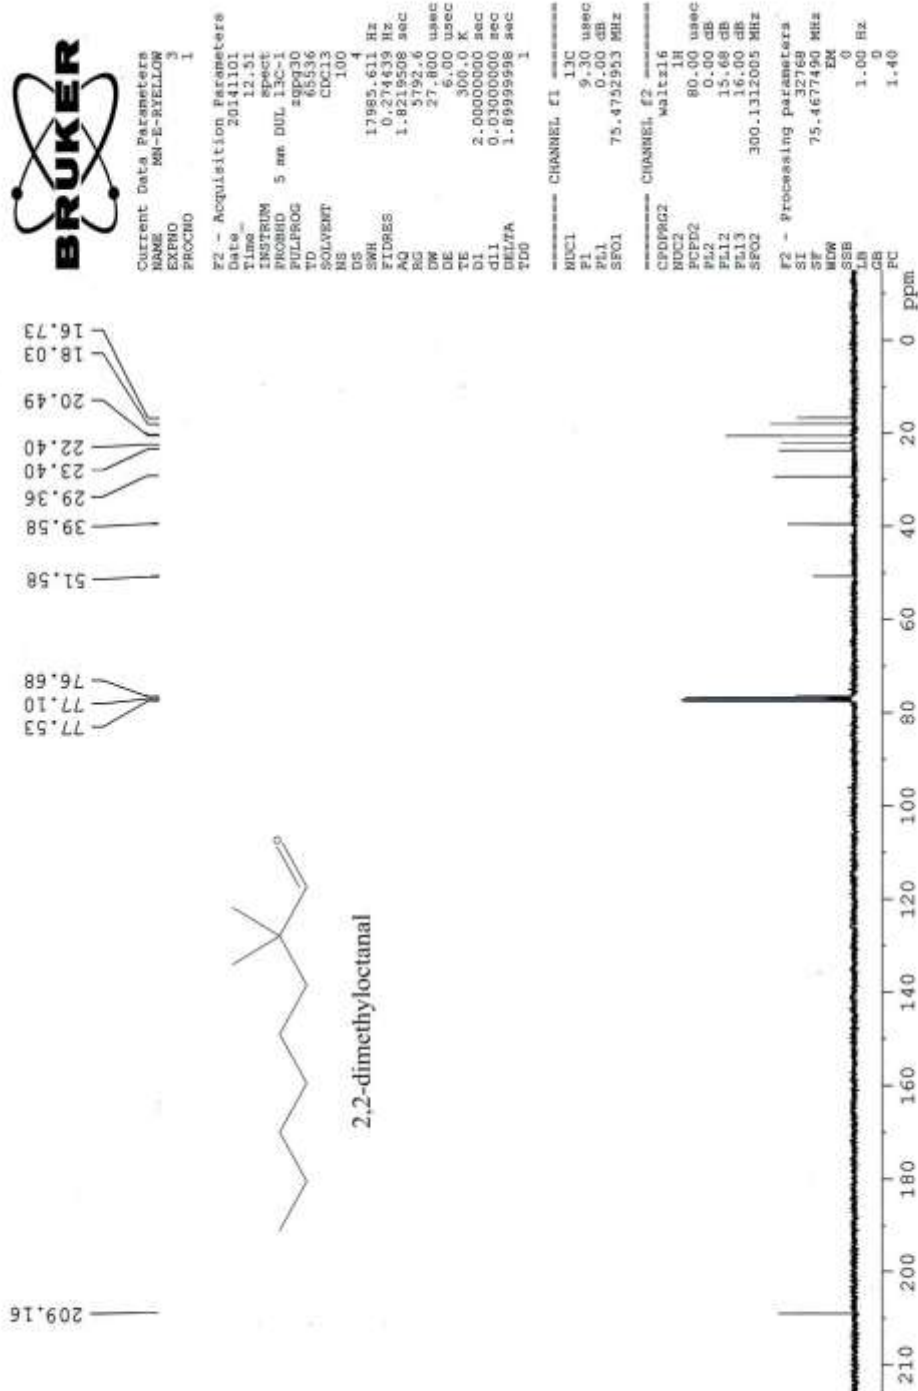 BRUKER
Current Data Parameters
NAME MN-E-RYELLOW
EXPNO 3
PROCNO 1
F2 - Acquisition Parameters
Date_ 20141101
Time 12.51
INSTRUM spect
PROBHD 5 mm DUL 13C-1
PULPROG zgpg30
TD 65536
SOLVENT CDCl3
NS 100
DS 4
SWH 17985.611 Hz
FIDRES 0.274439 Hz
AQ 1.8219508 sec
RG 5792.6
DW 27.800 usec
DE 6.00 usec
TE 300.0 K
D1 2.00000000 sec
d11 0.03000000 sec
DELTA 1.89999998 sec
TD0 1
======== CHANNEL f1 ========
NUC1 13C
P1 9.30 usec
PL1 0.00 dB
SFO1 75.4752953 MHz
======== CHANNEL f2 ========
CPDPRG2 waltz16
NUC2 1H
PCPD2 80.00 usec
PL2 0.00 dB
PL12 15.68 dB
PL13 16.00 dB
SFO2 300.1312005 MHz
F2 - Processing parameters
SI 32768
SF 75.4677490 MHz
WDW EM
SSB 0
LB 1.00 Hz
GB 0
PC 1.40
209.16
77.53
77.10
76.68
51.58
39.58
29.36
23.40
22.40
20.49
18.03
16.73
O
2,2-dimethyloctanal
210 200 180 160 140 120 100 80 60 40 20 0 ppm